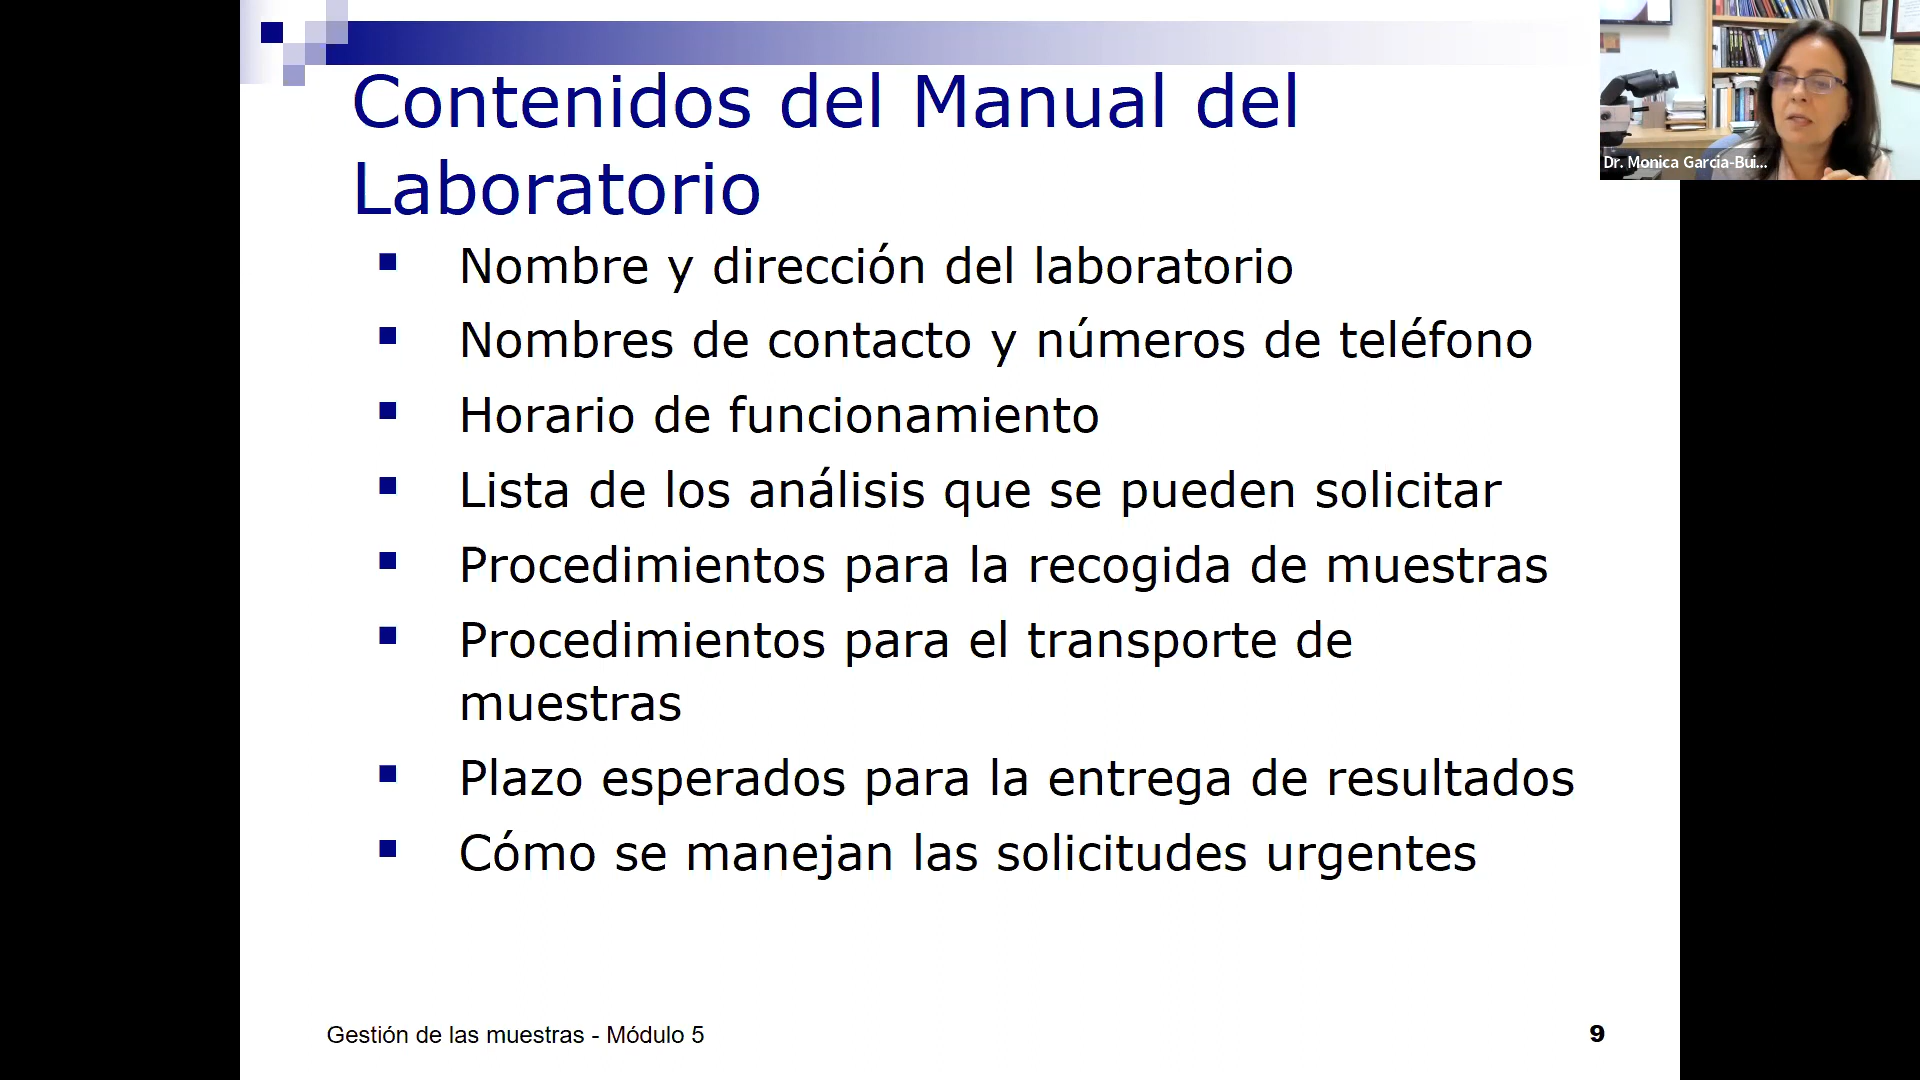 Contenidos del Manual del
Laboratorio
Nombre y dirección del laboratorio
Nombres de contacto y números de teléfono
Horario de funcionamiento
Lista de los análisis que se pueden solicitar
Procedimientos para la recogida de muestras
Procedimientos para el transporte de
muestras
Plazo esperados para la entrega de resultados
Cómo se manejan las solicitudes urgentes
Gestión de las muestras - Módulo 5
9
Dr. Monica Garcia-Bui...